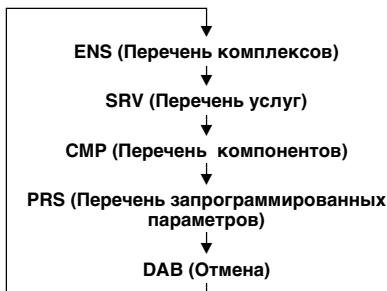 ENS (Перечень комплексов)
SRV (Перечень услуг)
CMP (Перечень компонентов)
PRS (Перечень запрограммированных
параметров)
DAB (Отмена)